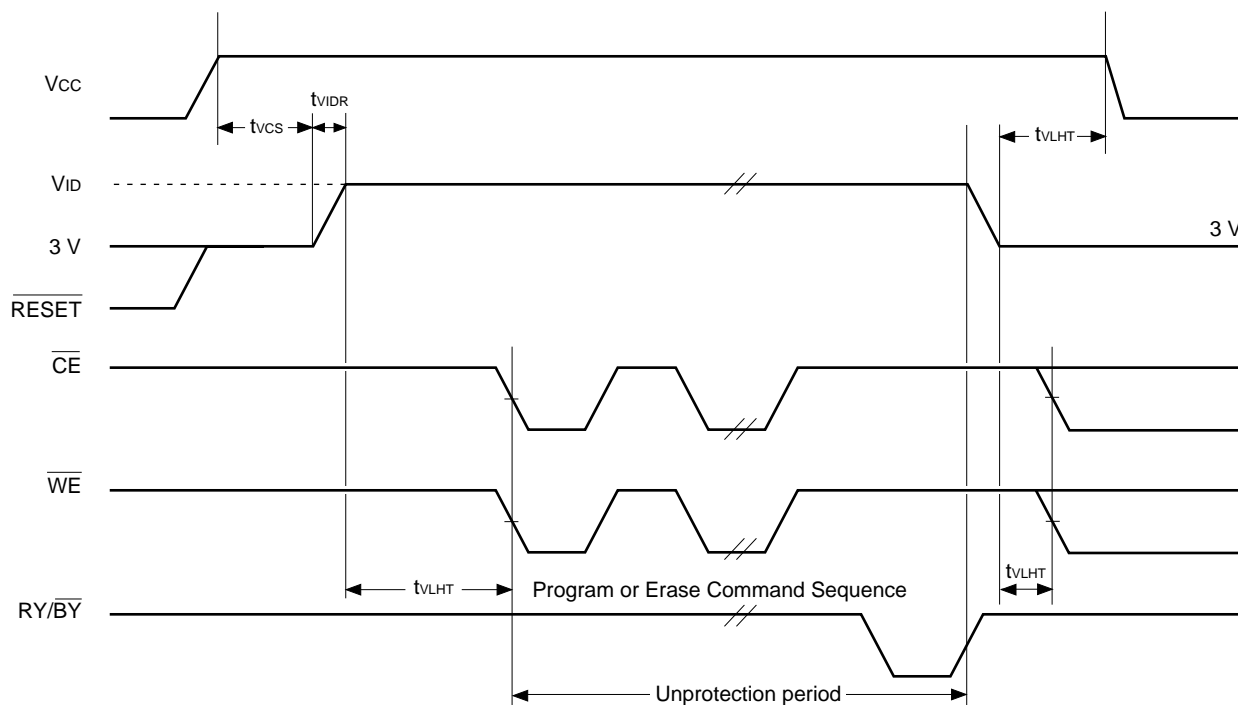 VCC
tVIDR
tVCS
tVLHT
VID
3 V
3 V
RESET
CE
WE
tVLHT
Program or Erase Command Sequence
tVLHT
RY/BY
Unprotection period